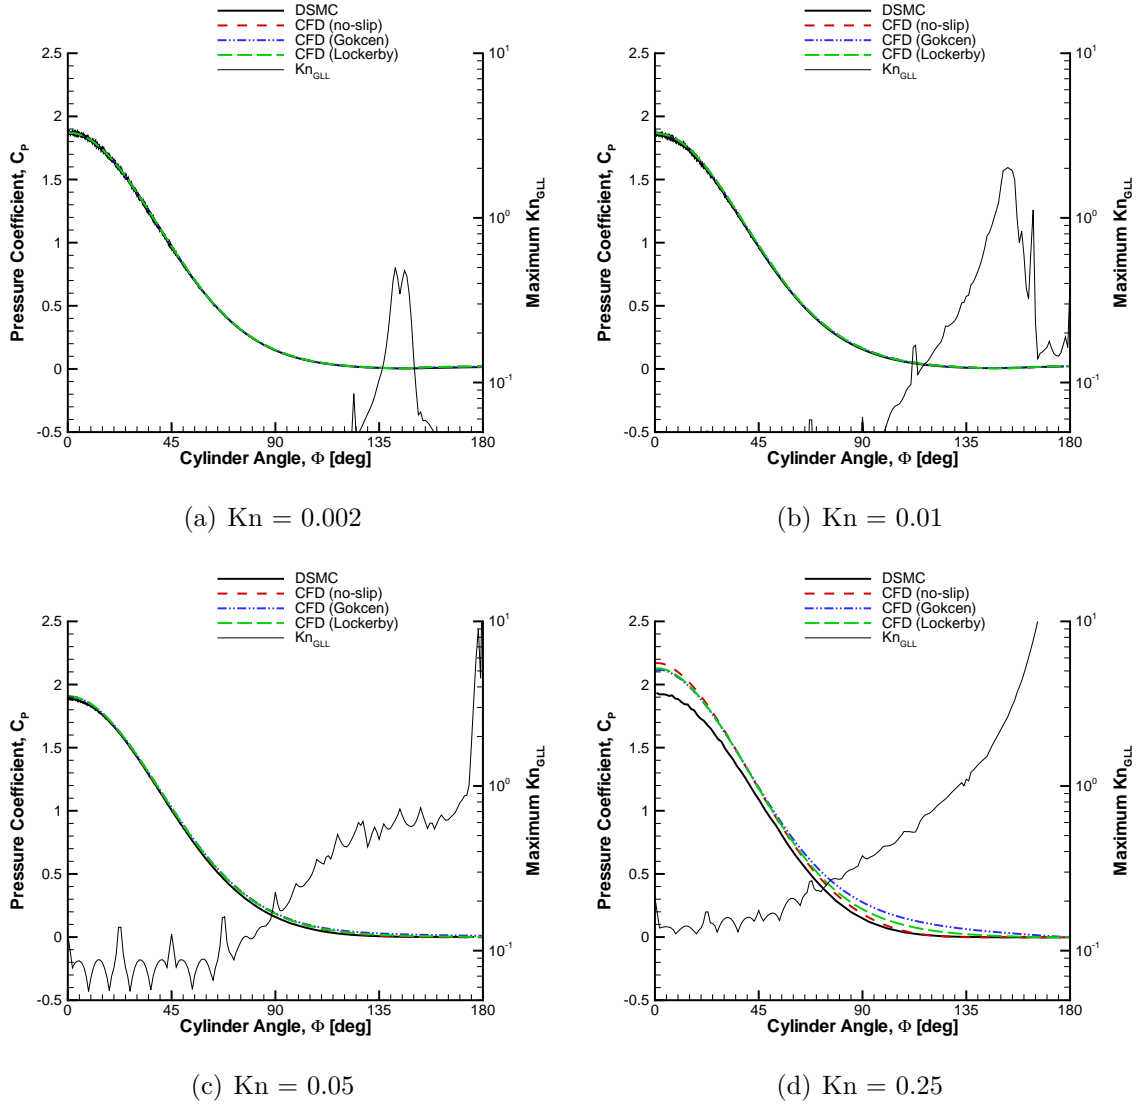 DSMC
CFD (no-slip)
CFD (Gokcen)
CFD (Lockerby)
Kn_GLL
2.5
2
1.5
1
0.5
0
-0.5
Pressure Coefficient, C_P
10^1
10^0
10^-1
Maximum Kn_GLL
0 45 90 135 180
Cylinder Angle, Φ [deg]
(a) Kn = 0.002
DSMC
CFD (no-slip)
CFD (Gokcen)
CFD (Lockerby)
Kn_GLL
2.5
2
1.5
1
0.5
0
-0.5
Pressure Coefficient, C_P
10^1
10^0
10^-1
Maximum Kn_GLL
0 45 90 135 180
Cylinder Angle, Φ [deg]
(b) Kn = 0.01
DSMC
CFD (no-slip)
CFD (Gokcen)
CFD (Lockerby)
Kn_GLL
2.5
2
1.5
1
0.5
0
-0.5
Pressure Coefficient, C_P
10^1
10^0
10^-1
Maximum Kn_GLL
0 45 90 135 180
Cylinder Angle, Φ [deg]
(c) Kn = 0.05
DSMC
CFD (no-slip)
CFD (Gokcen)
CFD (Lockerby)
Kn_GLL
2.5
2
1.5
1
0.5
0
-0.5
Pressure Coefficient, C_P
10^1
10^0
10^-1
Maximum Kn_GLL
0 45 90 135 180
Cylinder Angle, Φ [deg]
(d) Kn = 0.25